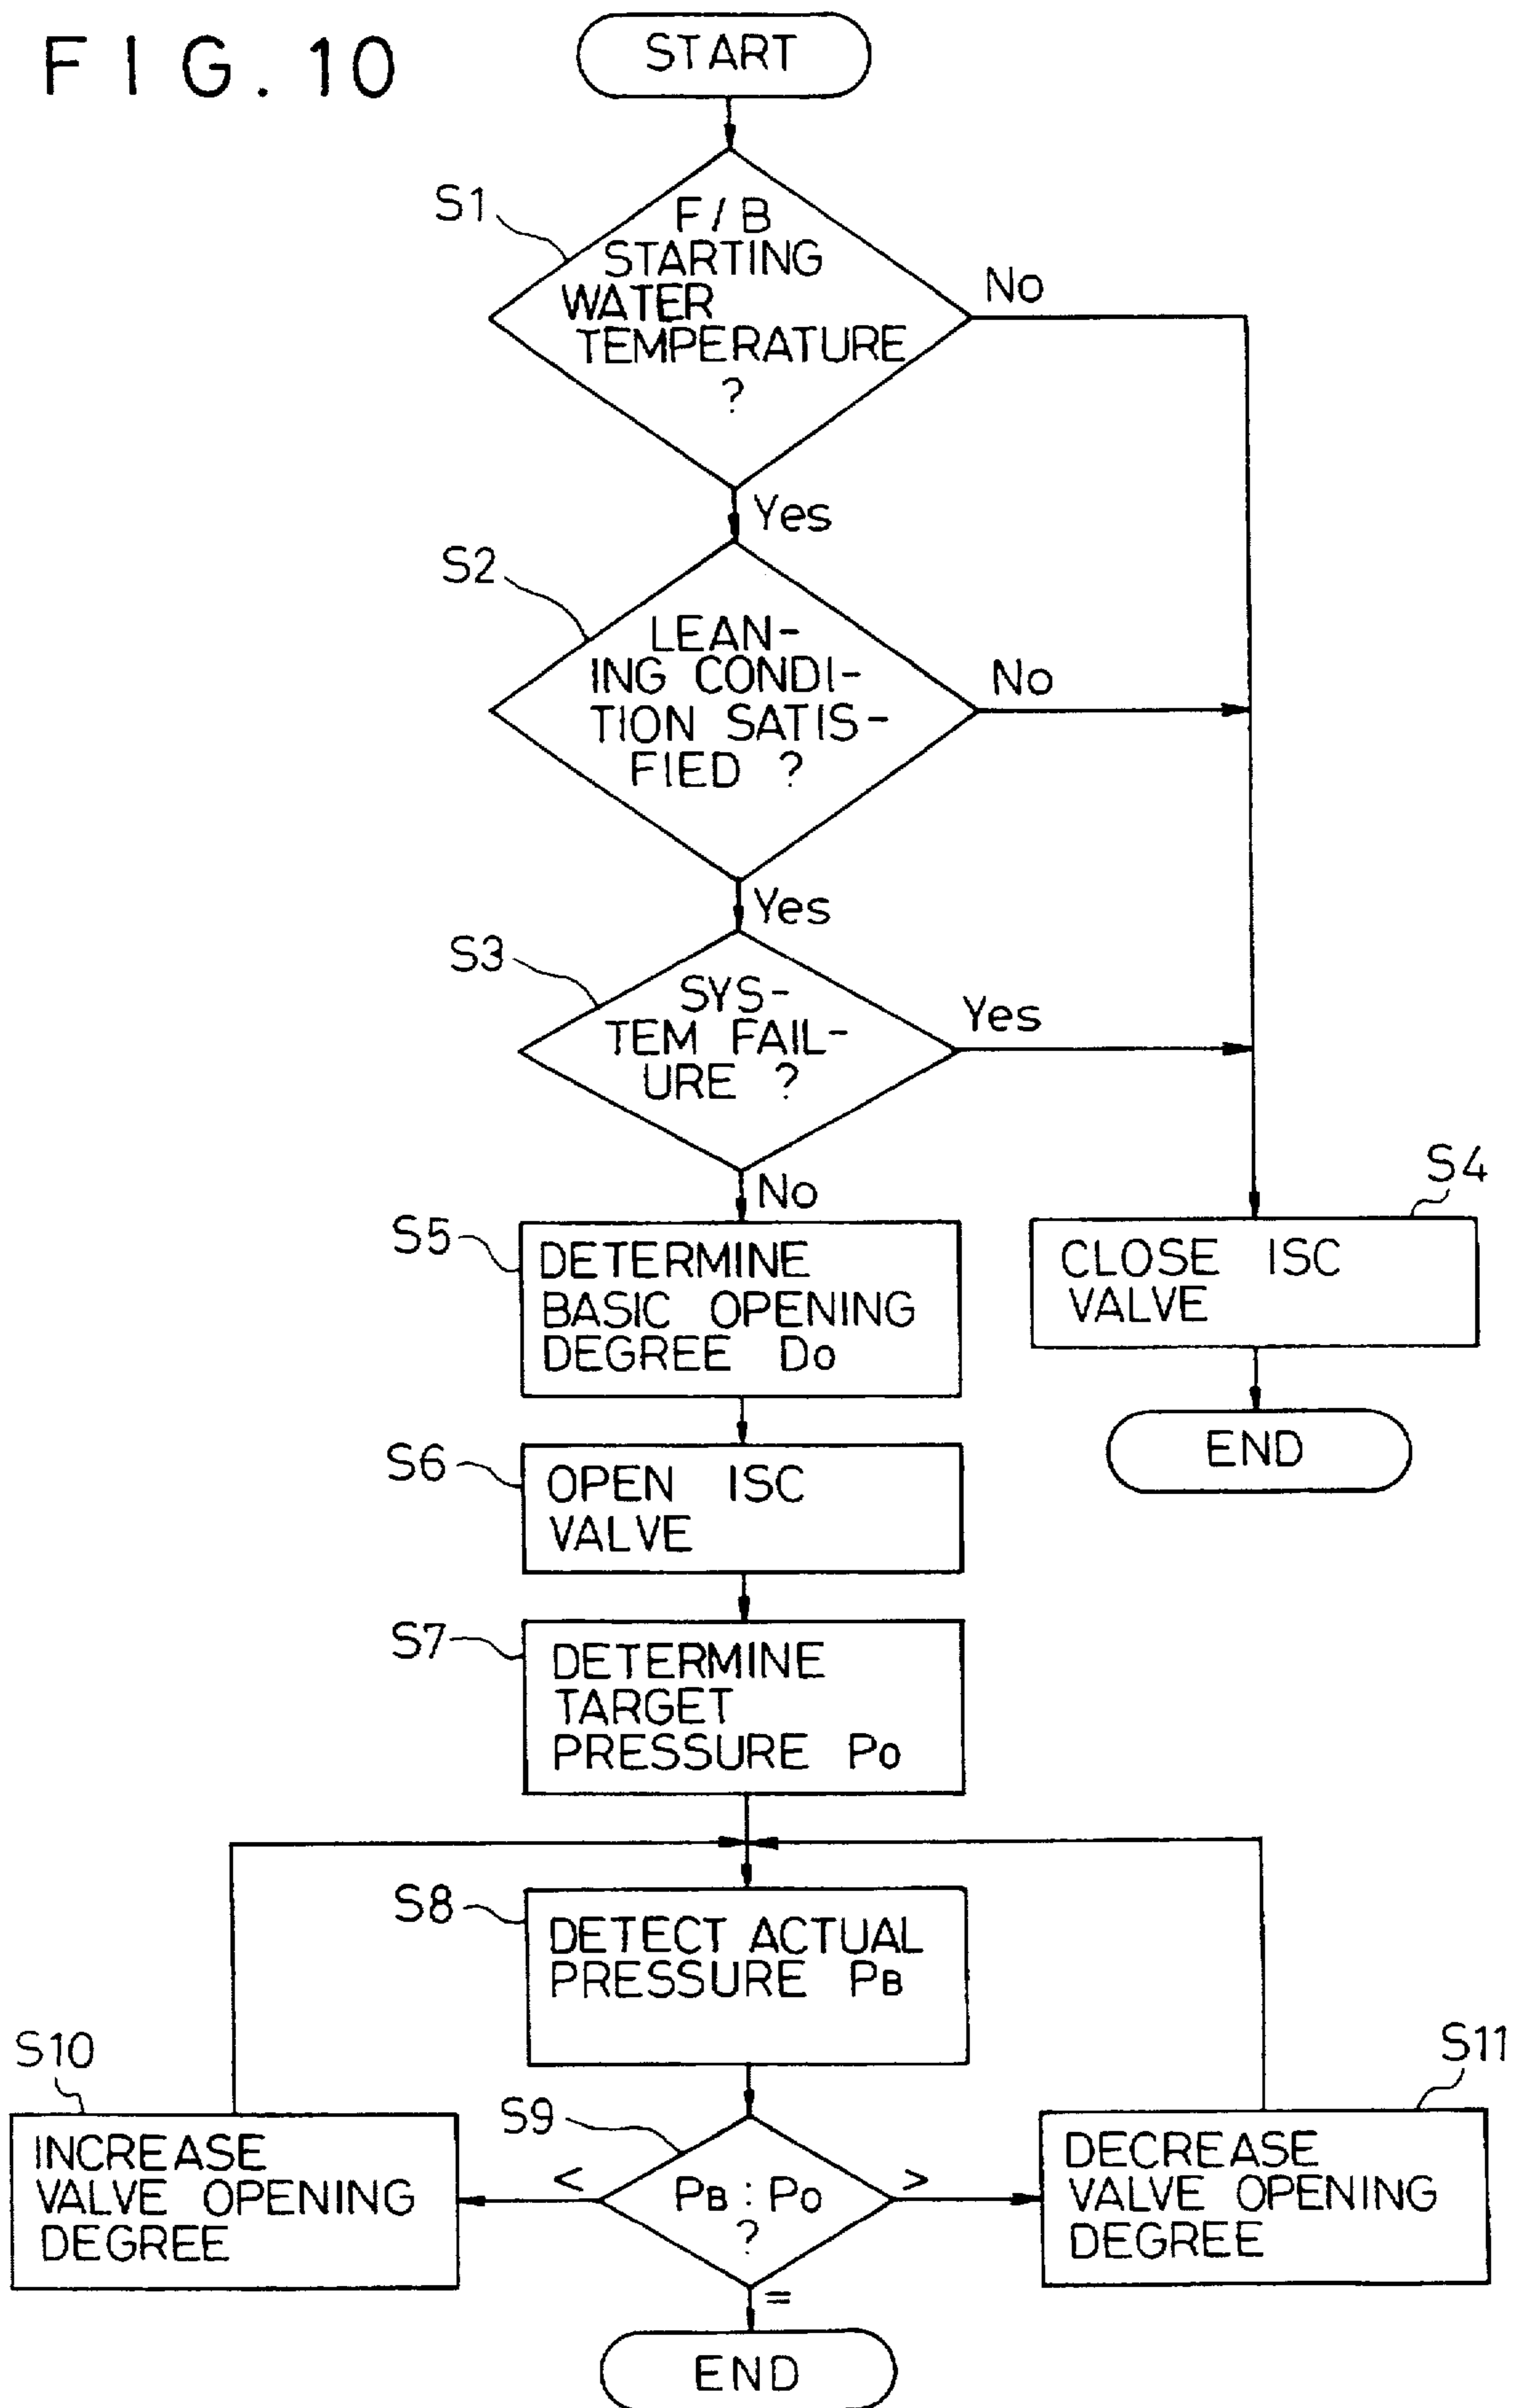 FIG. 10
START
S1
F/B
STARTING
WATER
TEMPERATURE
?
No
Yes
S2
LEAN-
ING CONDI-
TION SATIS-
FIED ?
No
Yes
S3
SYS-
TEM FAIL-
URE ?
Yes
No
S4
CLOSE ISC
VALVE
END
S5
DETERMINE
BASIC OPENING
DEGREE Do
S6
OPEN ISC
VALVE
S7
DETERMINE
TARGET
PRESSURE Po
S8
DETECT ACTUAL
PRESSURE PB
S9
PB : Po
?
<
>
=
S10
INCREASE
VALVE OPENING
DEGREE
S11
DECREASE
VALVE OPENING
DEGREE
END